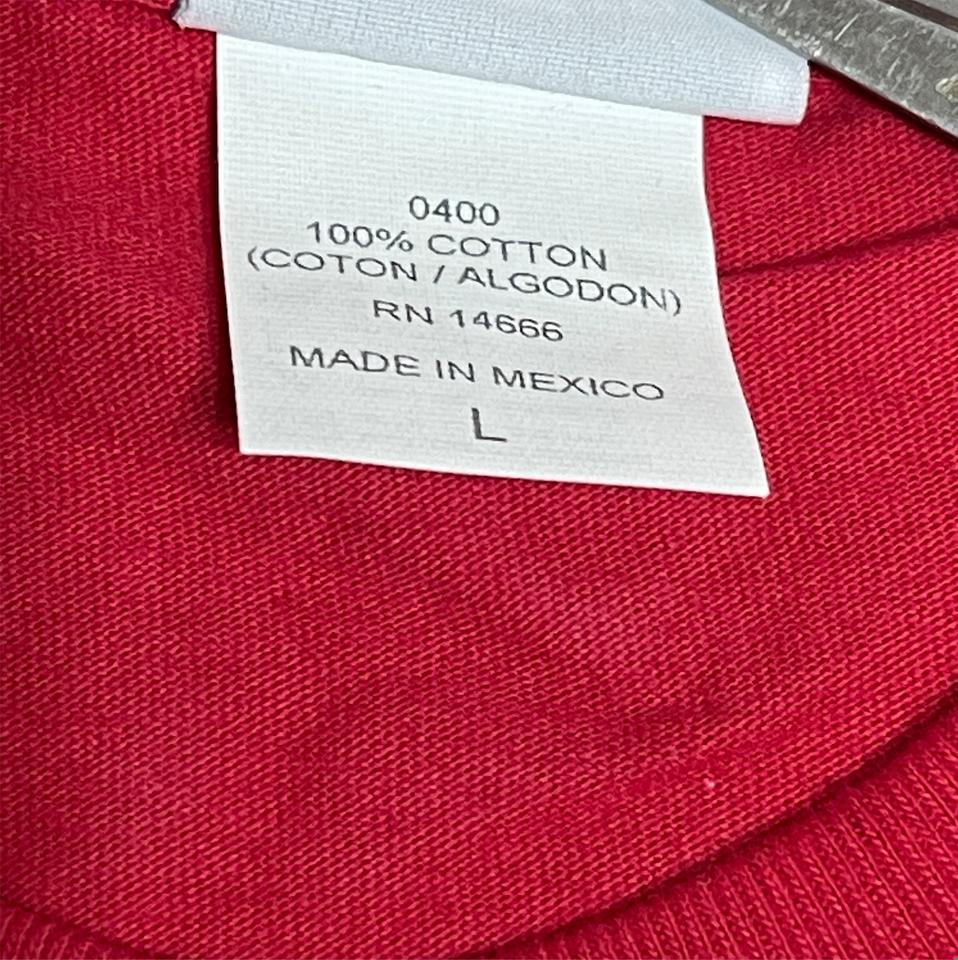 0400
100% COTTON
(COTON / ALGODON)
RN 14666
MADE IN MEXICO
L